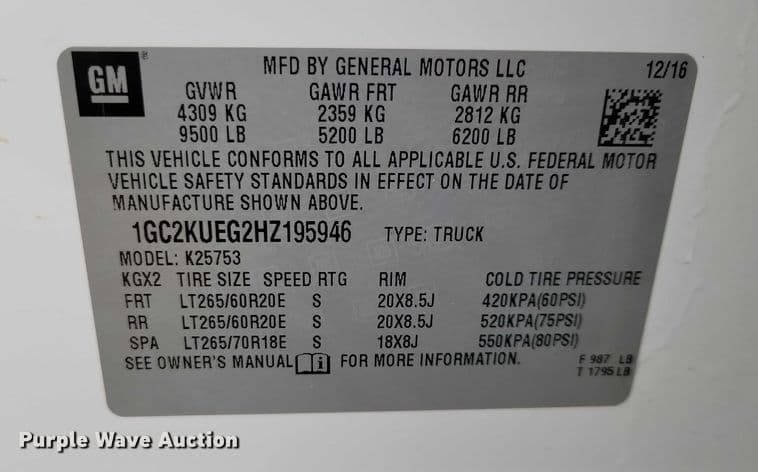 GM ®
MFD BY GENERAL MOTORS LLC 12/16
GVWR GAWR FRT GAWR RR
4309 KG 2359 KG 2812 KG
9500 LB 5200 LB 6200 LB
THIS VEHICLE CONFORMS TO ALL APPLICABLE U.S. FEDERAL MOTOR
VEHICLE SAFETY STANDARDS IN EFFECT ON THE DATE OF
MANUFACTURE SHOWN ABOVE.
1GC2KUEG2HZ195946 TYPE: TRUCK
MODEL: K25753
KGX2 TIRE SIZE SPEED RTG RIM COLD TIRE PRESSURE
FRT LT265/60R20E S 20X8.5J 420KPA(60PSI)
RR LT265/60R20E S 20X8.5J 520KPA(75PSI)
SPA LT265/70R18E S 18X8J 550KPA(80PSI)
SEE OWNER'S MANUAL i FOR MORE INFORMATION.
F 987 LB
T 1795 LB
Purple Wave Auction